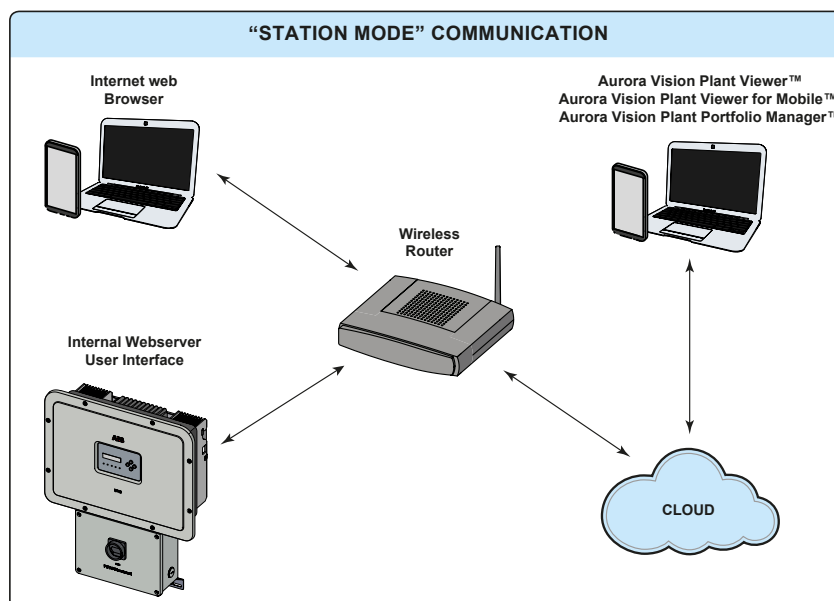 “STATION MODE” COMMUNICATION
Internet web
Browser
Aurora Vision Plant Viewer™
Aurora Vision Plant Viewer for Mobile™
Aurora Vision Plant Portfolio Manager™
Wireless
Router
Internal Webserver
User Interface
ABB
CLOUD